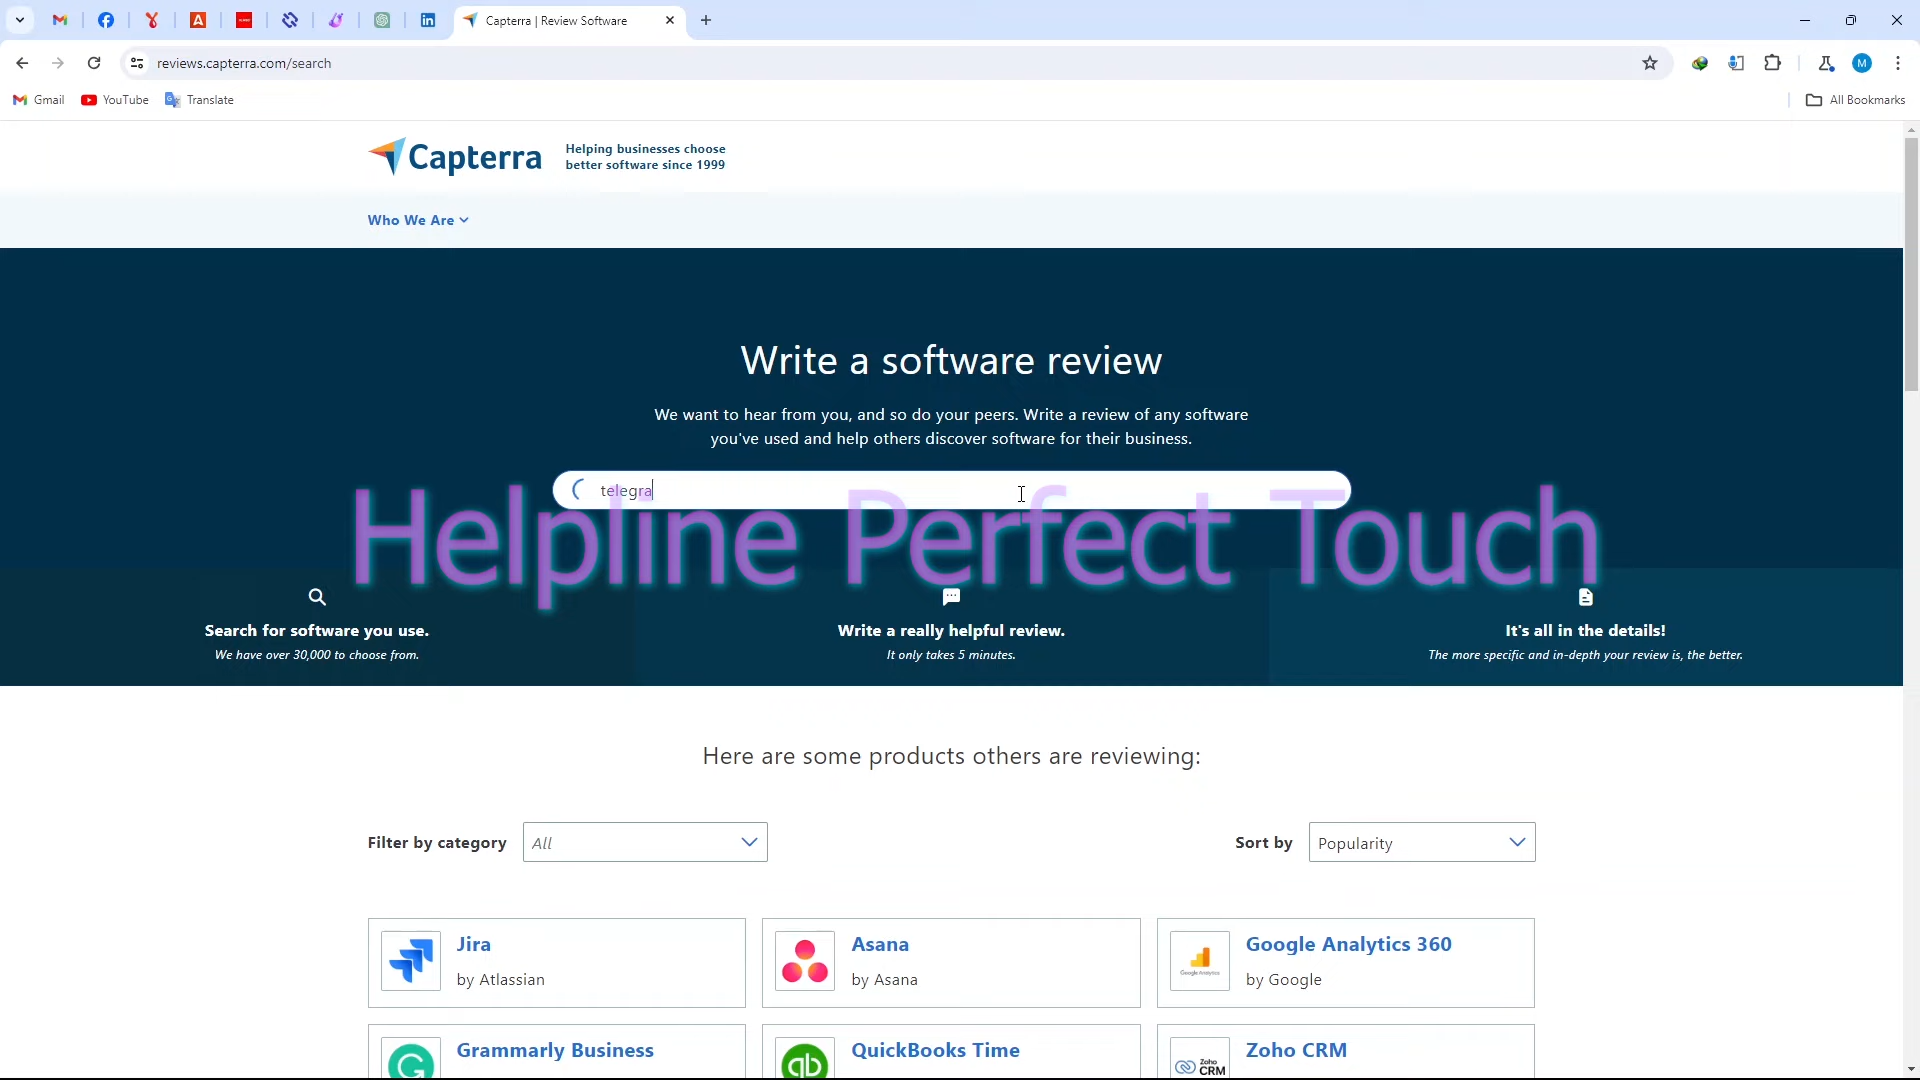 Capterra | Review Software
reviews.capterra.com/search
Gmail
YouTube
Translate
All Bookmarks
M
Capterra
Helping businesses choose
better software since 1999
Who We Are
Write a software review
We want to hear from you, and so do your peers. Write a review of any software
you've used and help others discover software for their business.
telegra
Helpline Perfect Touch
Search for software you use.
We have over 30,000 to choose from.
Write a really helpful review.
It only takes 5 minutes.
It's all in the details!
The more specific and in-depth your review is, the better.
Here are some products others are reviewing:
Filter by category
All
Sort by
Popularity
Jira
by Atlassian
Asana
by Asana
Google Analytics
Google Analytics 360
by Google
Grammarly Business
qb
QuickBooks Time
Zoho
CRM
Zoho CRM